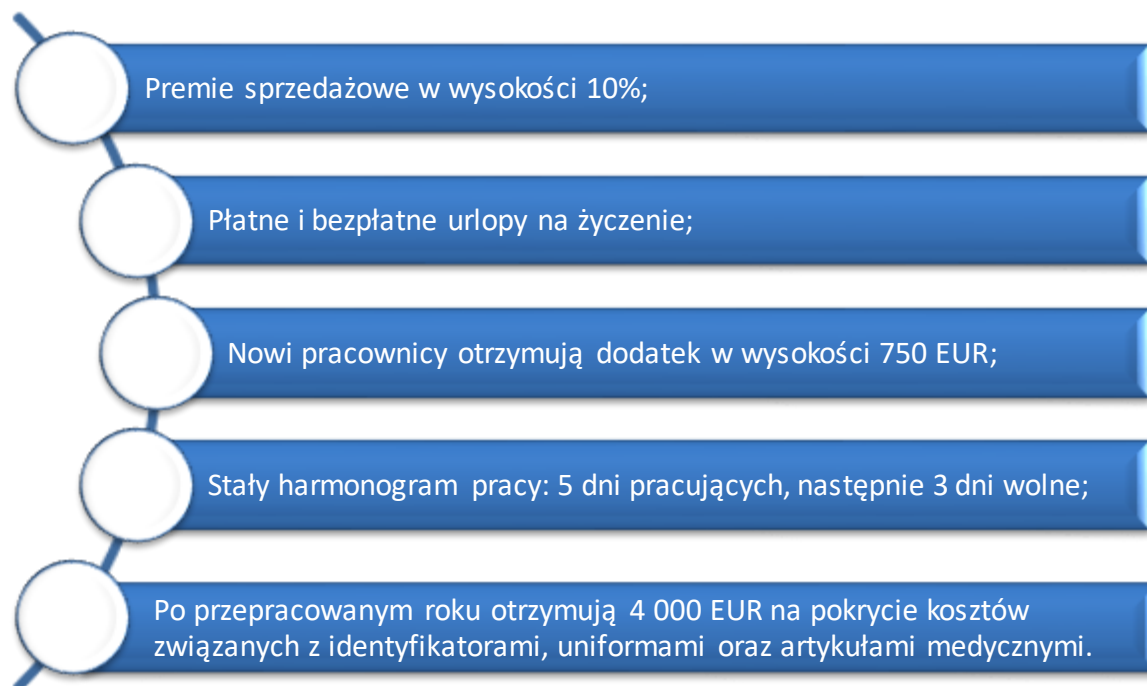 Premie sprzedażowe w wysokości 10%;
Płatne i bezpłatne urlopy na życzenie;
Nowi pracownicy otrzymują dodatek w wysokości 750 EUR;
Stały harmonogram pracy: 5 dni pracujących, następnie 3 dni wolne;
Po przepracowanym roku otrzymują 4 000 EUR na pokrycie kosztów
związanych z identyfikatorami, uniformami oraz artykułami medycznymi.